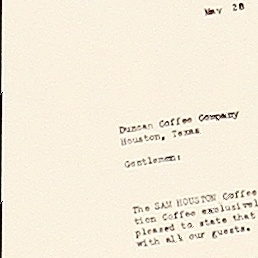 May 28
Duncan Coffee Company
Houston, Texas
Gentlemen:
The SAM HOUSTON Coffee
tion Coffee exclusivel
pleased to state that
with all our guests.